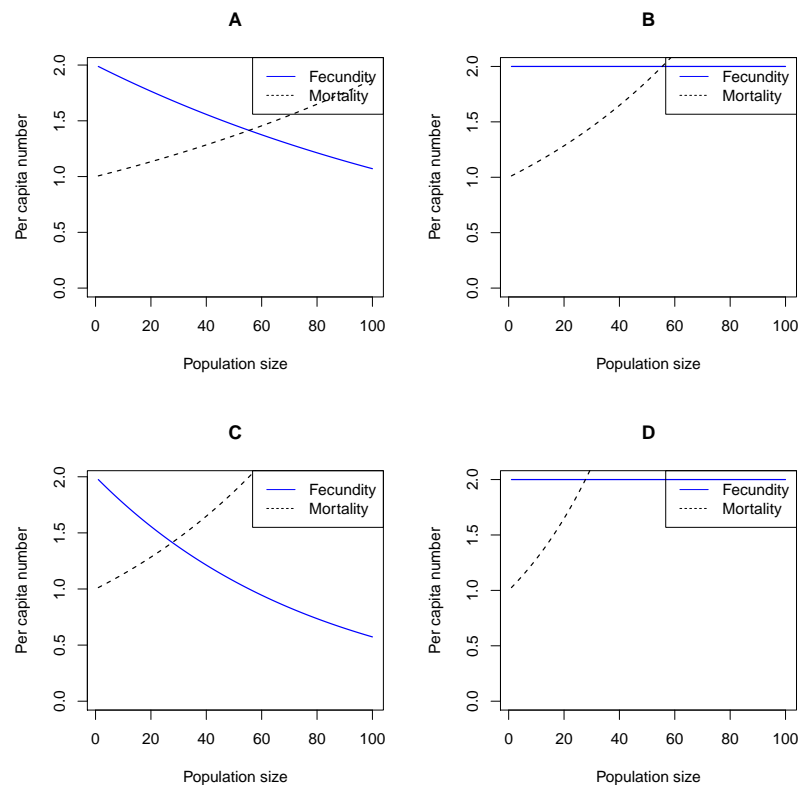 A
Fecundity
Mortality
Per capita number
0.0 0.5 1.0 1.5 2.0
0 20 40 60 80 100
Population size
B
Fecundity
Mortality
Per capita number
0.0 0.5 1.0 1.5 2.0
0 20 40 60 80 100
Population size
C
Fecundity
Mortality
Per capita number
0.0 0.5 1.0 1.5 2.0
0 20 40 60 80 100
Population size
D
Fecundity
Mortality
Per capita number
0.0 0.5 1.0 1.5 2.0
0 20 40 60 80 100
Population size